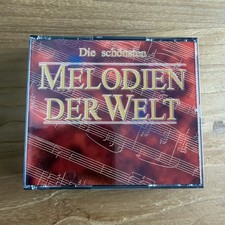 Die schönsten
MELODIEN
DER WELT